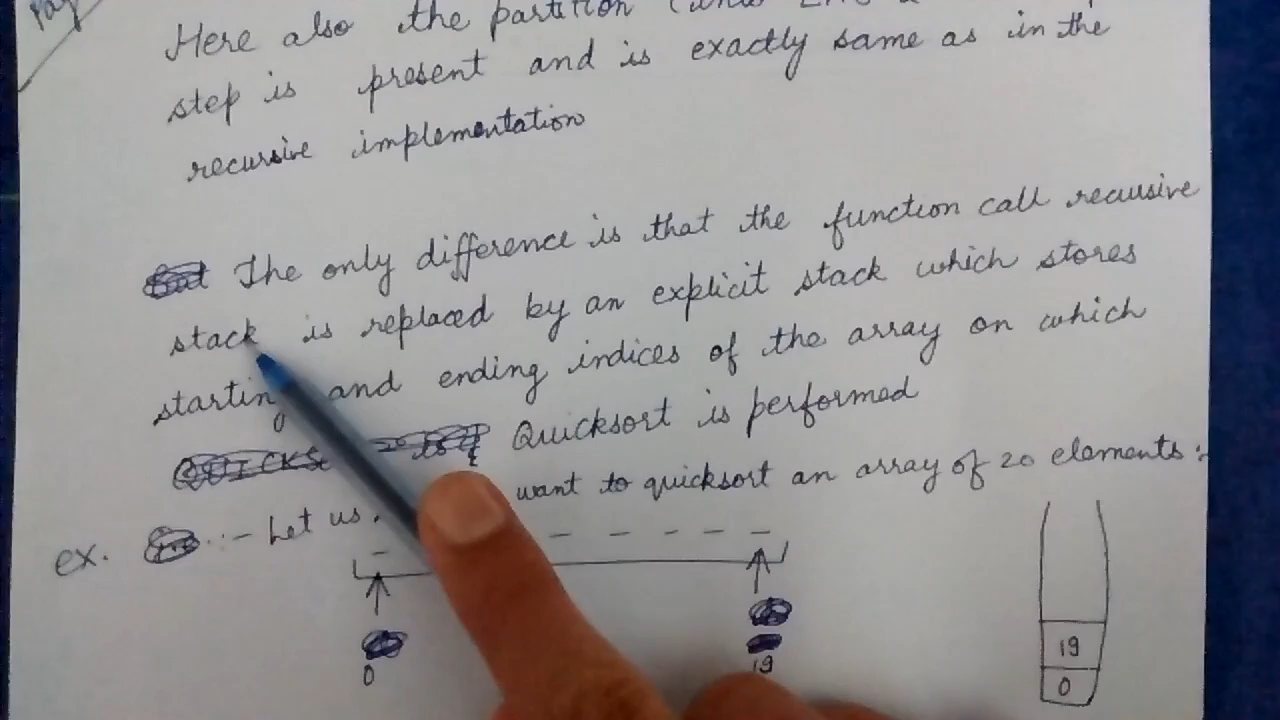 Here also the partition
step is present and is exactly same as in the
recursive implementation
The only difference is that the function call recursive
stack is replaced by an explicit stack which stores
starting and ending indices of the array on which
Quicksort is performed
ex. :- Let us want to quicksort an array of 20 elements :-
0 19
19
0